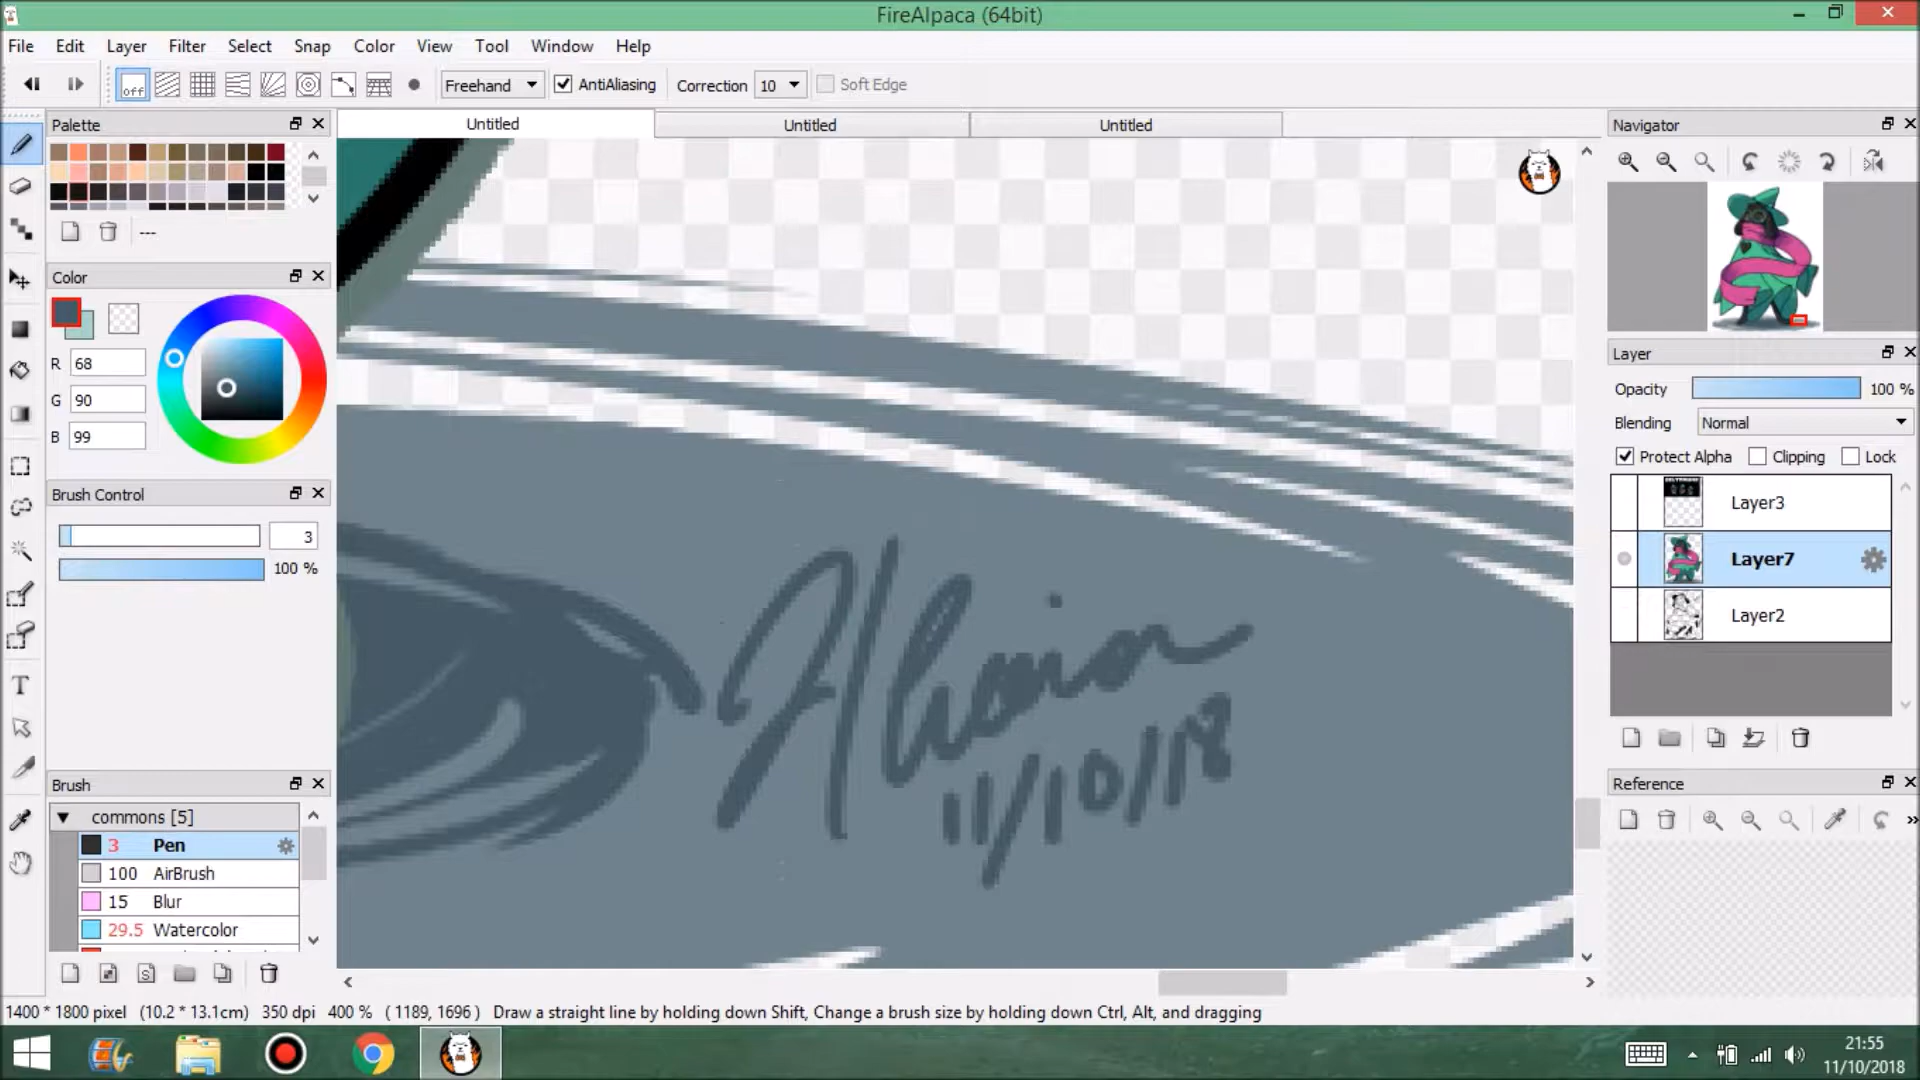 FireAlpaca (64bit)
File Edit Layer Filter Select Snap Color View Tool Window Help
off Freehand AntiAliasing Correction 10 Soft Edge
Palette
Untitled Untitled Untitled
Navigator
---
Color
R 68
G 90
B 99
Layer
Opacity 100 %
Blending Normal
Protect Alpha Clipping Lock
Layer3
Layer7
Layer2
Brush Control
3
100 %
11/10/18
Brush
commons [5]
3 Pen
100 AirBrush
15 Blur
29.5 Watercolor
Reference
»
1400 * 1800 pixel (10.2 * 13.1cm) 350 dpi 400 % ( 1189, 1696 ) Draw a straight line by holding down Shift, Change a brush size by holding down Ctrl, Alt, and dragging
21:55
11/10/2018